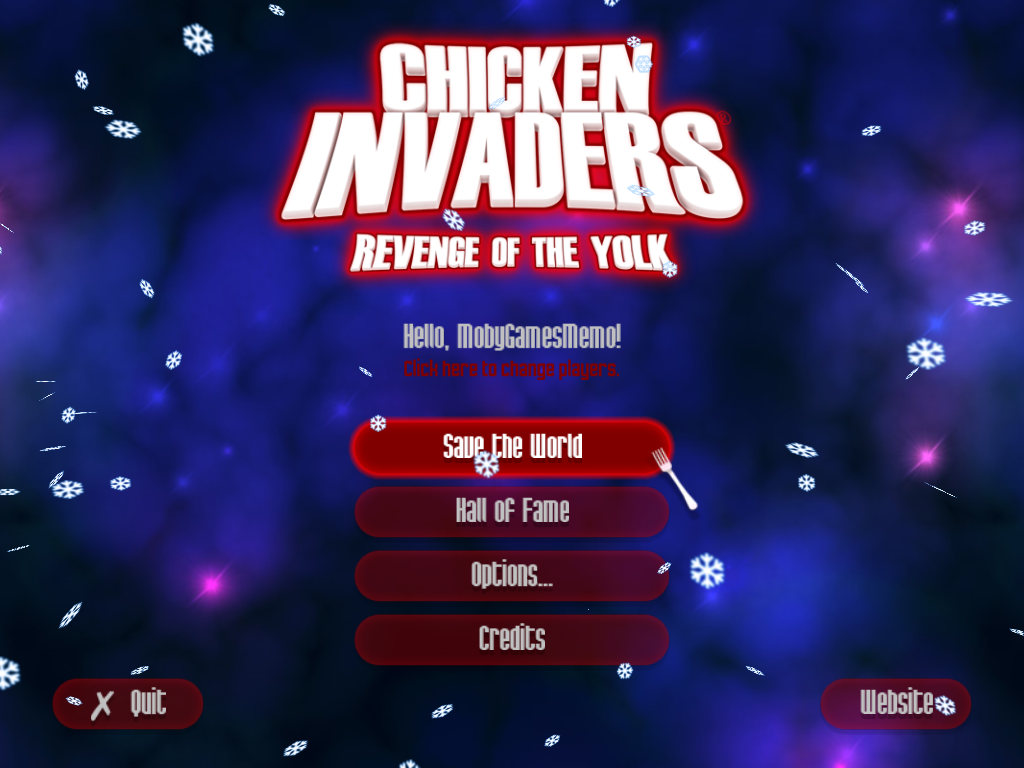 CHICKEN
INVADERS®
REVENGE OF THE YOLK
Hello, MobyGamesMemo!
Click here to change players.
Save the World
Hall of Fame
Options...
Credits
Quit
Website